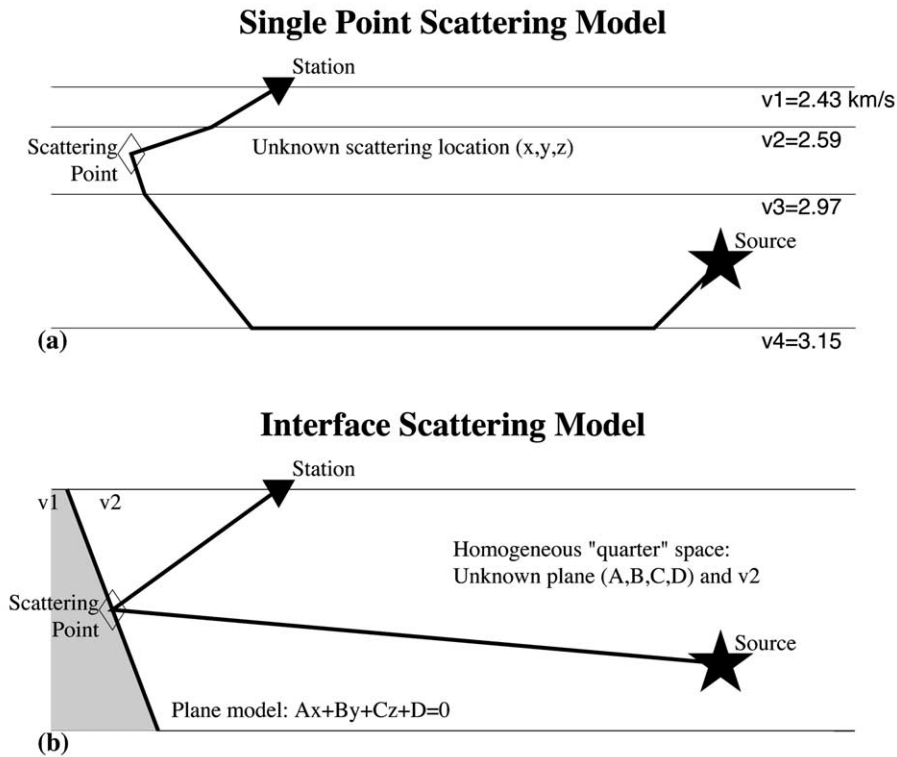 Single Point Scattering Model
Station
v1=2.43 km/s
v2=2.59
Scattering
Point
Unknown scattering location (x,y,z)
v3=2.97
Source
(a)
v4=3.15
Interface Scattering Model
Station
v1
v2
Homogeneous "quarter" space:
Unknown plane (A,B,C,D) and v2
Scattering
Point
Source
Plane model: Ax+By+Cz+D=0
(b)